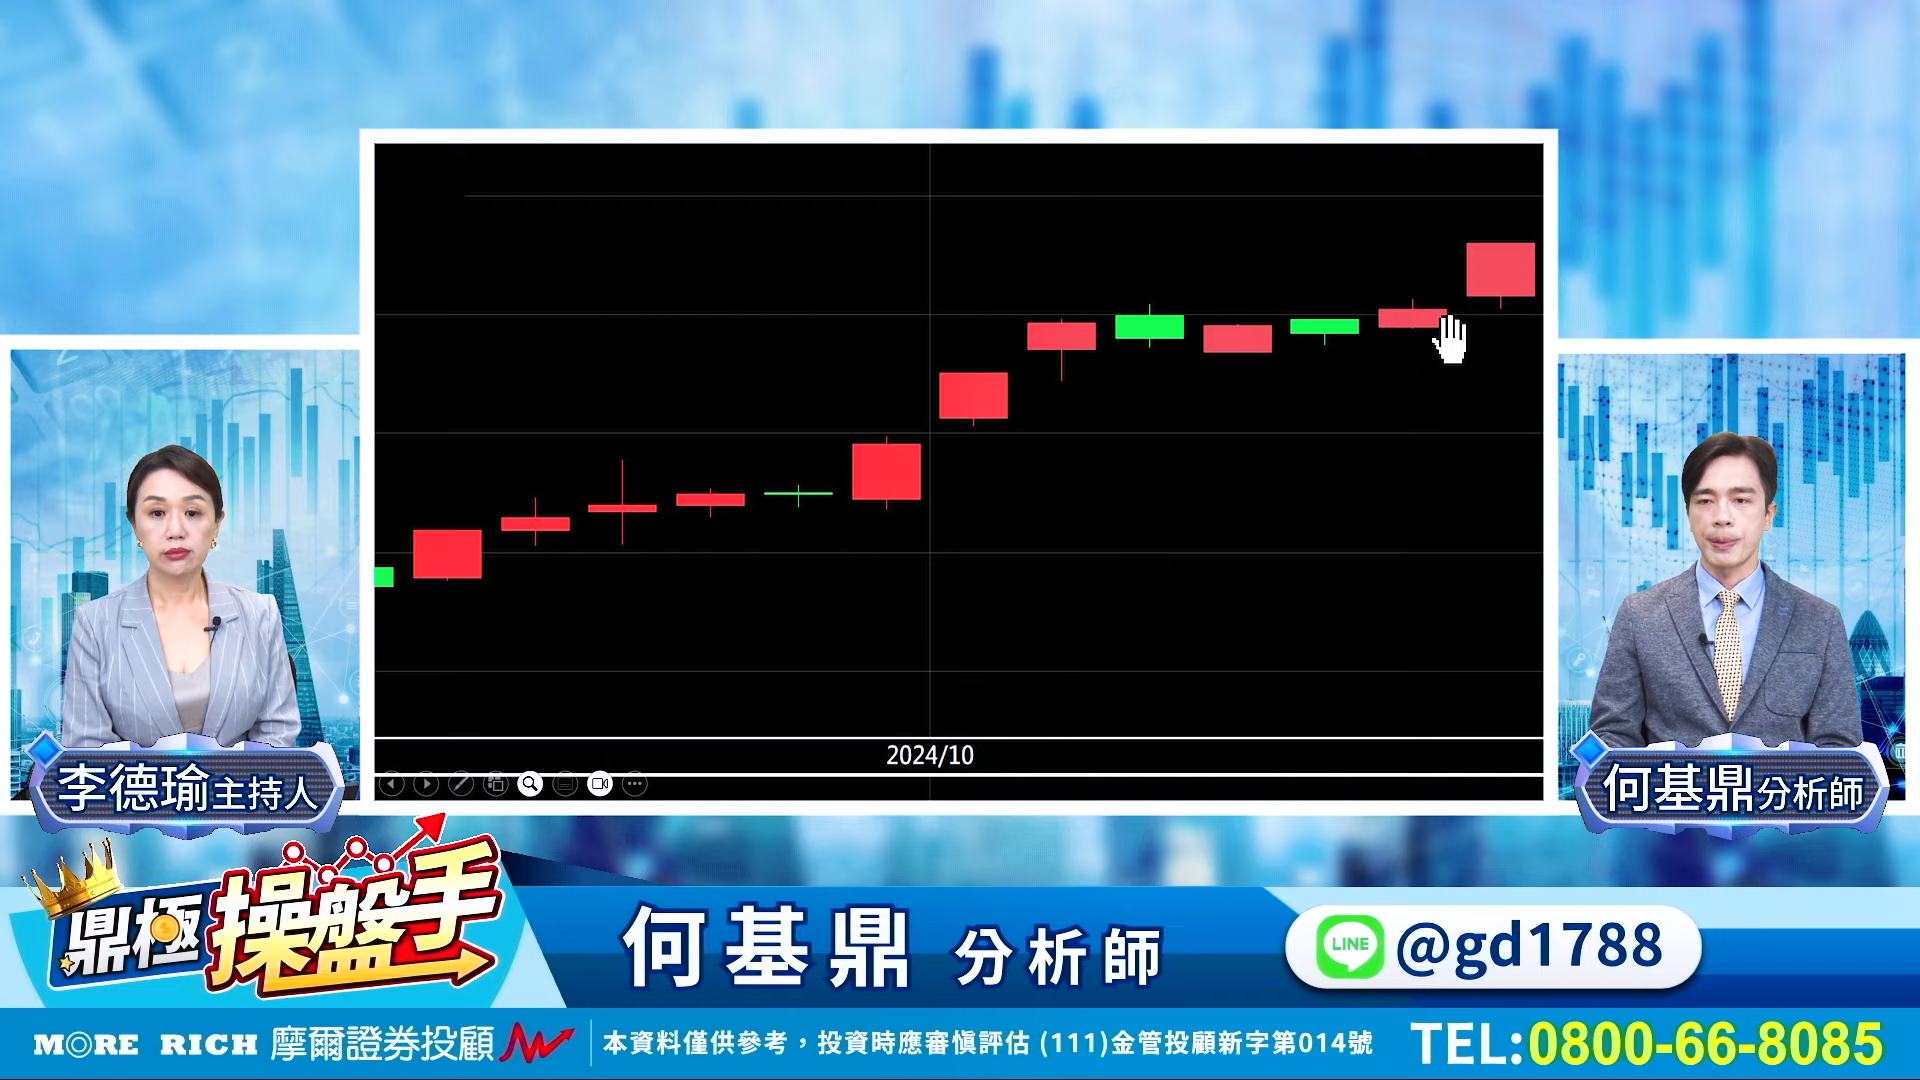 2024/10
李德瑜主持人
何基鼎分析師
鼎極操盤手
何基鼎 分析師
LINE @gd1788
MORE RICH 摩爾證券投顧
本資料僅供參考，投資時應審慎評估 (111)金管投顧新字第014號
TEL:0800-66-8085